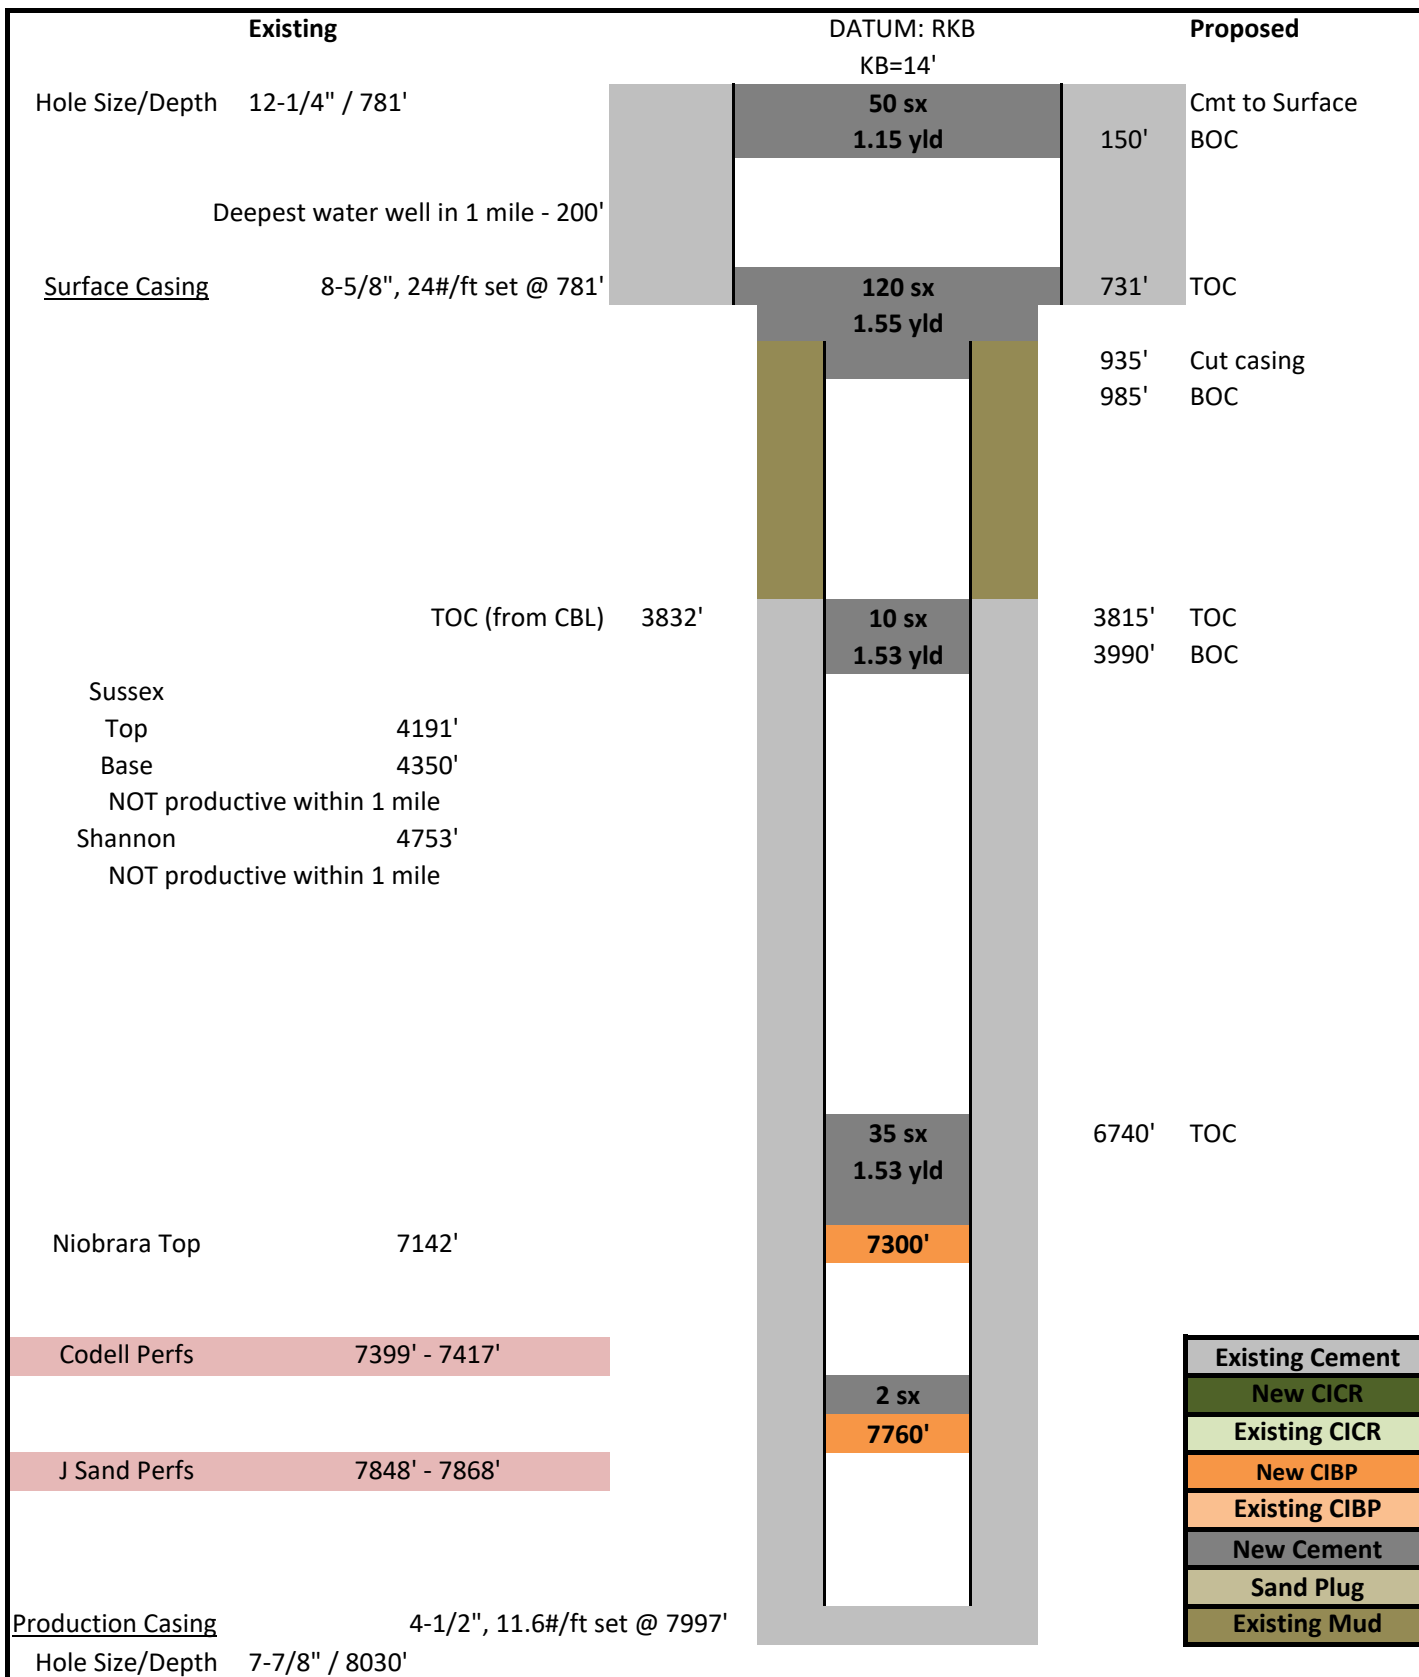 Existing DATUM: RKB Proposed
KB=14'
Hole Size/Depth 12-1/4" / 781' 50 sx Cmt to Surface
1.15 yld 150' BOC
Deepest water well in 1 mile - 200'
Surface Casing 8-5/8", 24#/ft set @ 781' 120 sx 731' TOC
1.55 yld
935' Cut casing
985' BOC
TOC (from CBL) 3832' 10 sx 3815' TOC
1.53 yld 3990' BOC
Sussex
Top 4191'
Base 4350'
NOT productive within 1 mile
Shannon 4753'
NOT productive within 1 mile
35 sx 6740' TOC
1.53 yld
Niobrara Top 7142' 7300'
Codell Perfs 7399' - 7417' Existing Cement
2 sx New CICR
7760' Existing CICR
J Sand Perfs 7848' - 7868' New CIBP
Existing CIBP
New Cement
Sand Plug
Production Casing 4-1/2", 11.6#/ft set @ 7997' Existing Mud
Hole Size/Depth 7-7/8" / 8030'